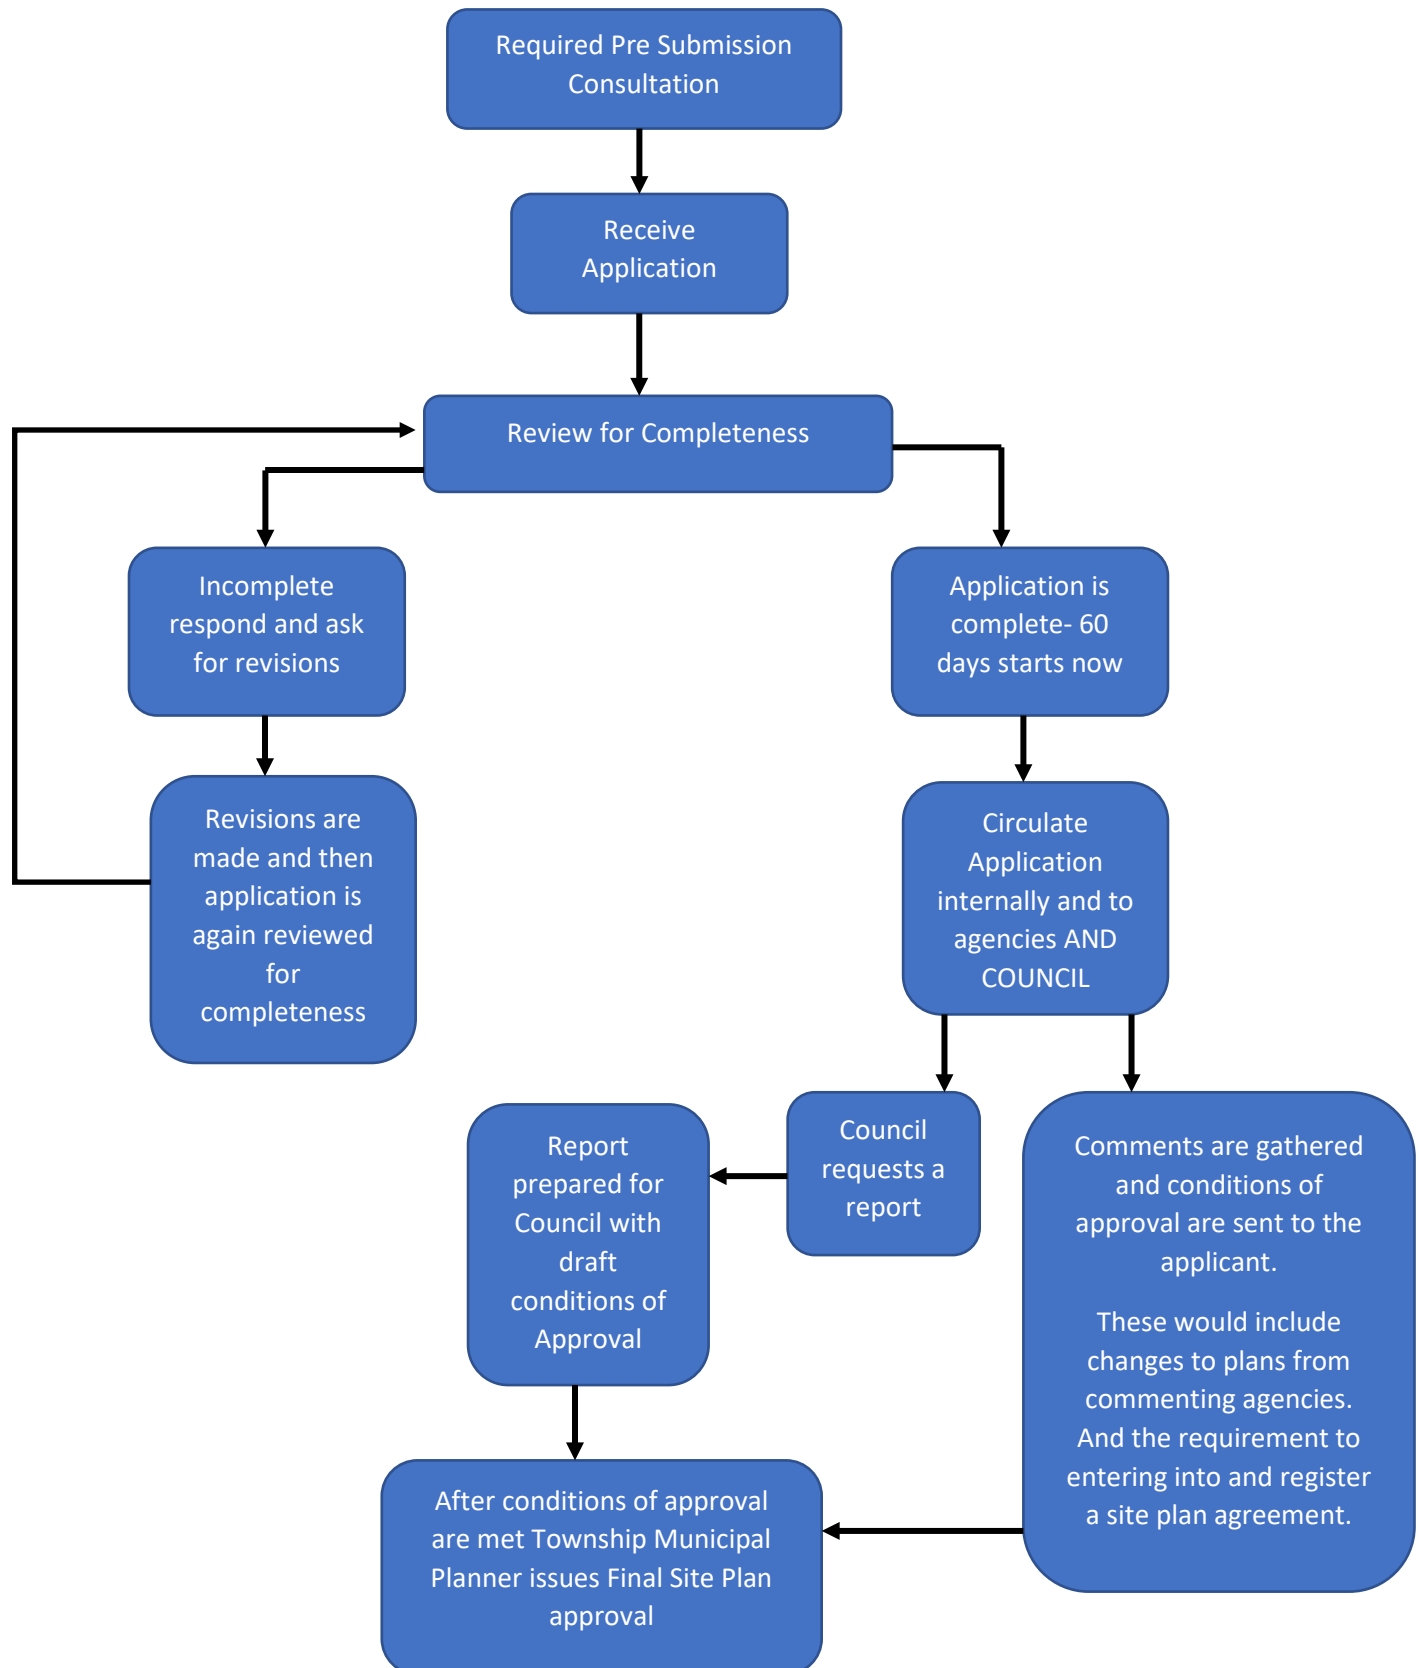 Required Pre Submission
Consultation
Receive
Application
Review for Completeness
Incomplete
respond and ask
for revisions
Application is
complete- 60
days starts now
Revisions are
made and then
application is
again reviewed
for
completeness
Circulate
Application
internally and to
agencies AND
COUNCIL
Report
prepared for
Council with
draft
conditions of
Approval
Council
requests a
report
Comments are gathered
and conditions of
approval are sent to the
applicant.
These would include
changes to plans from
commenting agencies.
And the requirement to
entering into and register
a site plan agreement.
After conditions of approval
are met Township Municipal
Planner issues Final Site Plan
approval